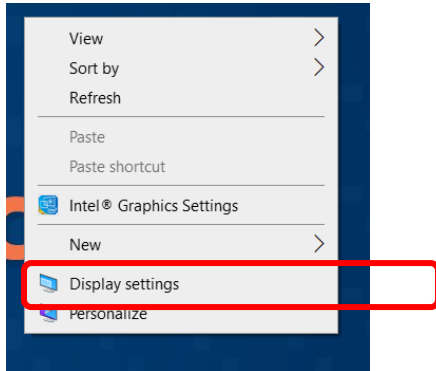 View
Sort by
Refresh
Paste
Paste shortcut
Intel® Graphics Settings
New
Display settings
Personalize